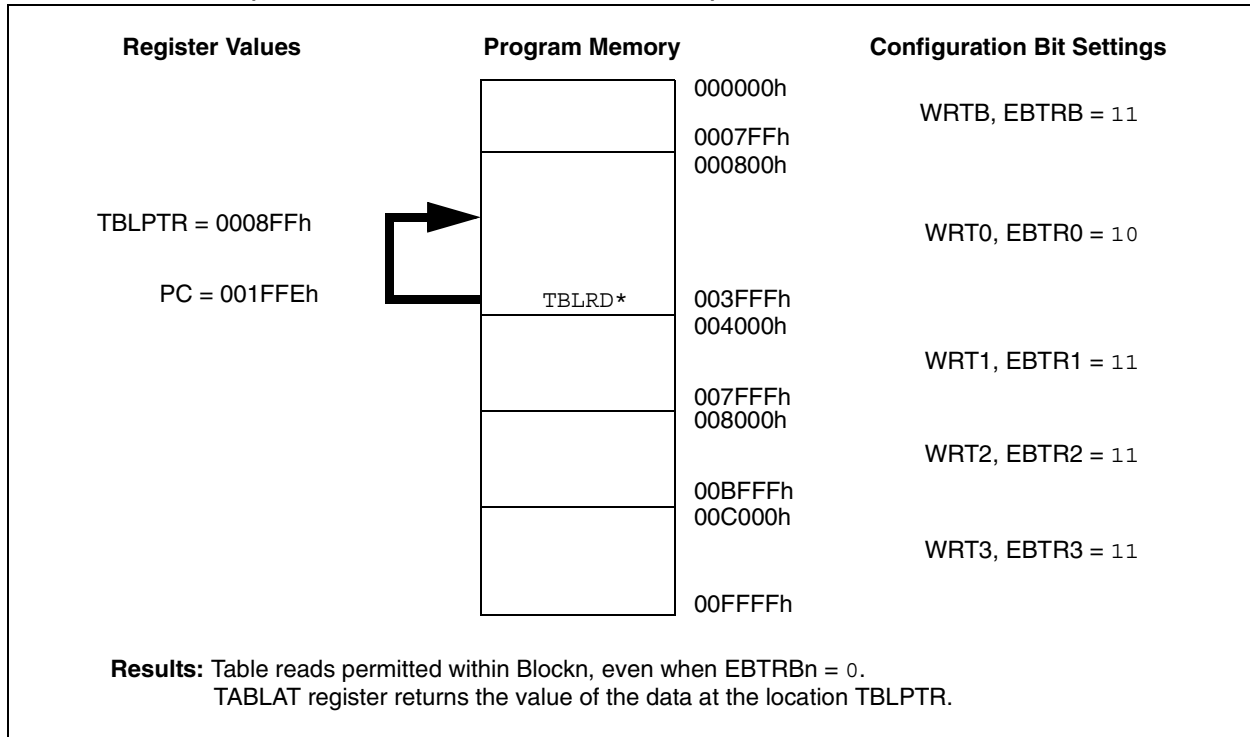 Register Values Program Memory Configuration Bit Settings
000000h
WRTB, EBTRB = 11
0007FFh
000800h
TBLPTR = 0008FFh
WRT0, EBTR0 = 10
PC = 001FFEh
TBLRD*
003FFFh
004000h
WRT1, EBTR1 = 11
007FFFh
008000h
WRT2, EBTR2 = 11
00BFFFh
00C000h
WRT3, EBTR3 = 11
00FFFFh
Results: Table reads permitted within Blockn, even when EBTRBn = 0.
TABLAT register returns the value of the data at the location TBLPTR.